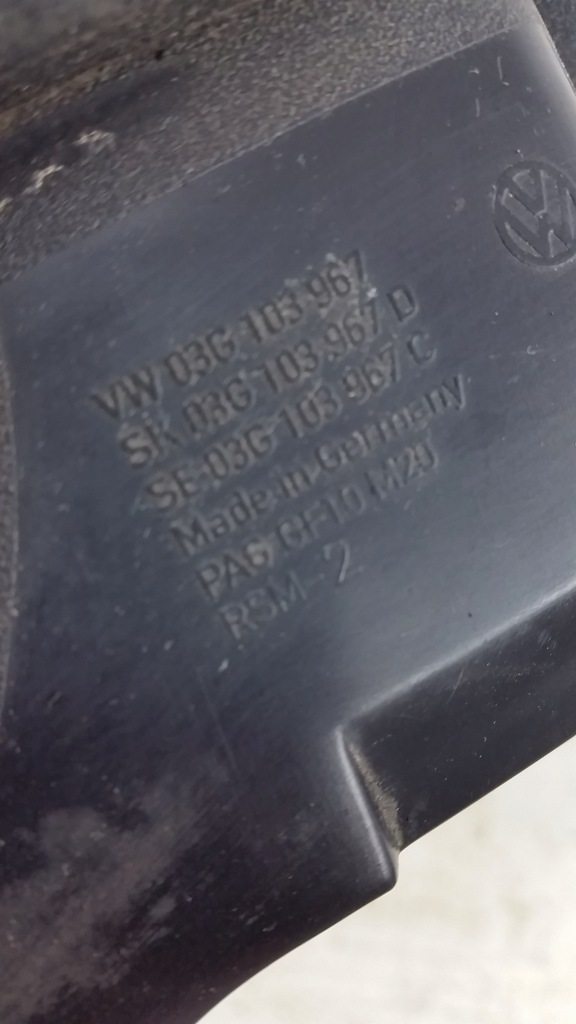 VW 03G 103 967
SK 03G 103 967 D
SE 03G 103 967 C
Made in Germany
PA6 GF10 M20
RSM-2